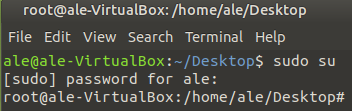 root@ale-VirtualBox: /home/ale/Desktop
File Edit View Search Terminal Help
ale@ale-VirtualBox:~/Desktop$ sudo su
[sudo] password for ale:
root@ale-VirtualBox:/home/ale/Desktop#